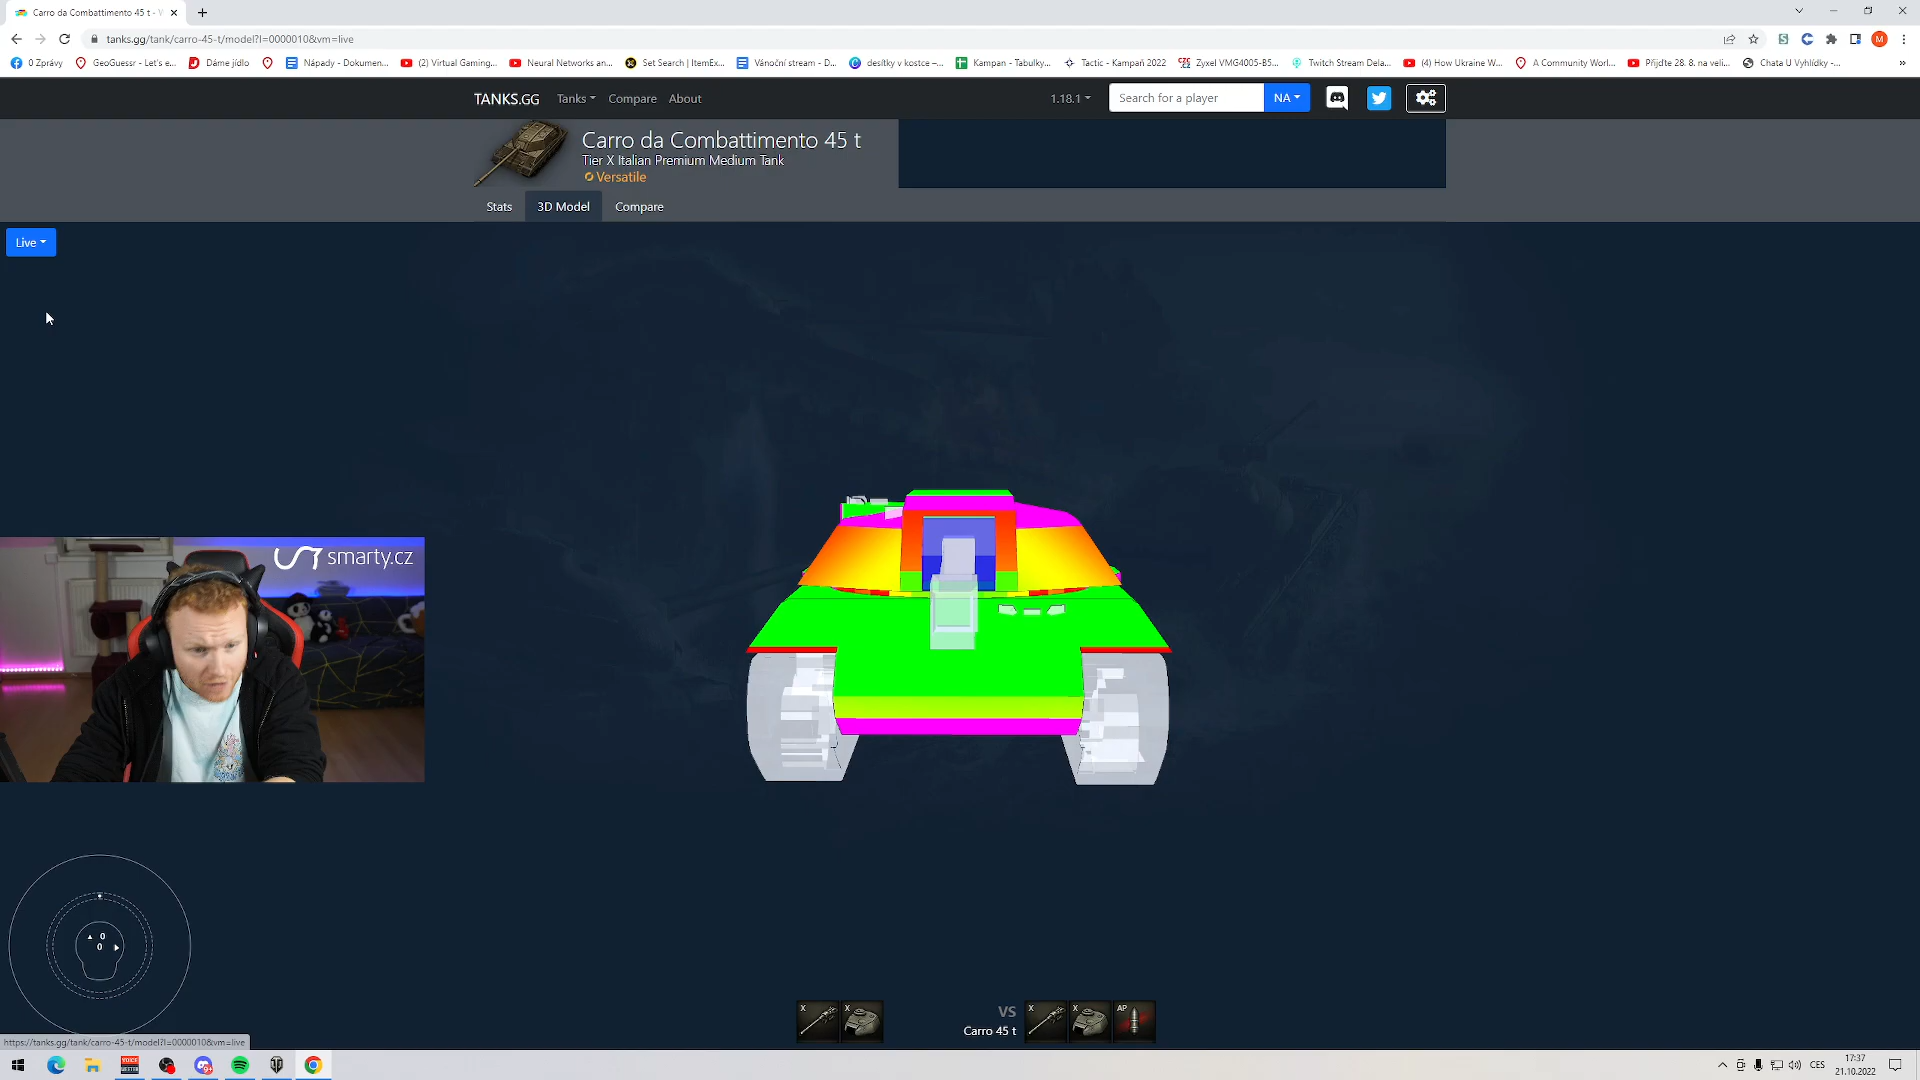 Carro da Combattimento 45 t - W
tanks.gg/tank/carro-45-t/model?l=0000010&vm=live
M
0 Zprávy
GeoGuessr - Let's e...
Dáme jídlo
Nápady - Dokumen...
(2) Virtual Gaming...
Neural Networks an...
Set Search | ItemEx...
Vánoční stream - D...
desítky v kostce –...
Kampan - Tabulky...
Tactic - Kampaň 2022
Zyxel VMG4005-B5...
Twitch Stream Dela...
(4) How Ukraine W...
A Community Worl...
Přijďte 28. 8. na veli...
Chata U Vyhlídky -...
TANKS.GG
Tanks
Compare
About
1.18.1
Search for a player
NA
Carro da Combattimento 45 t
Tier X Italian Premium Medium Tank
Versatile
Stats
3D Model
Compare
Live
smarty.cz
0
0
X
X
VS
Carro 45 t
X
X
AP
https://tanks.gg/tank/carro-45-t/model?l=0000010&vm=live
CES
17:37
21.10.2022